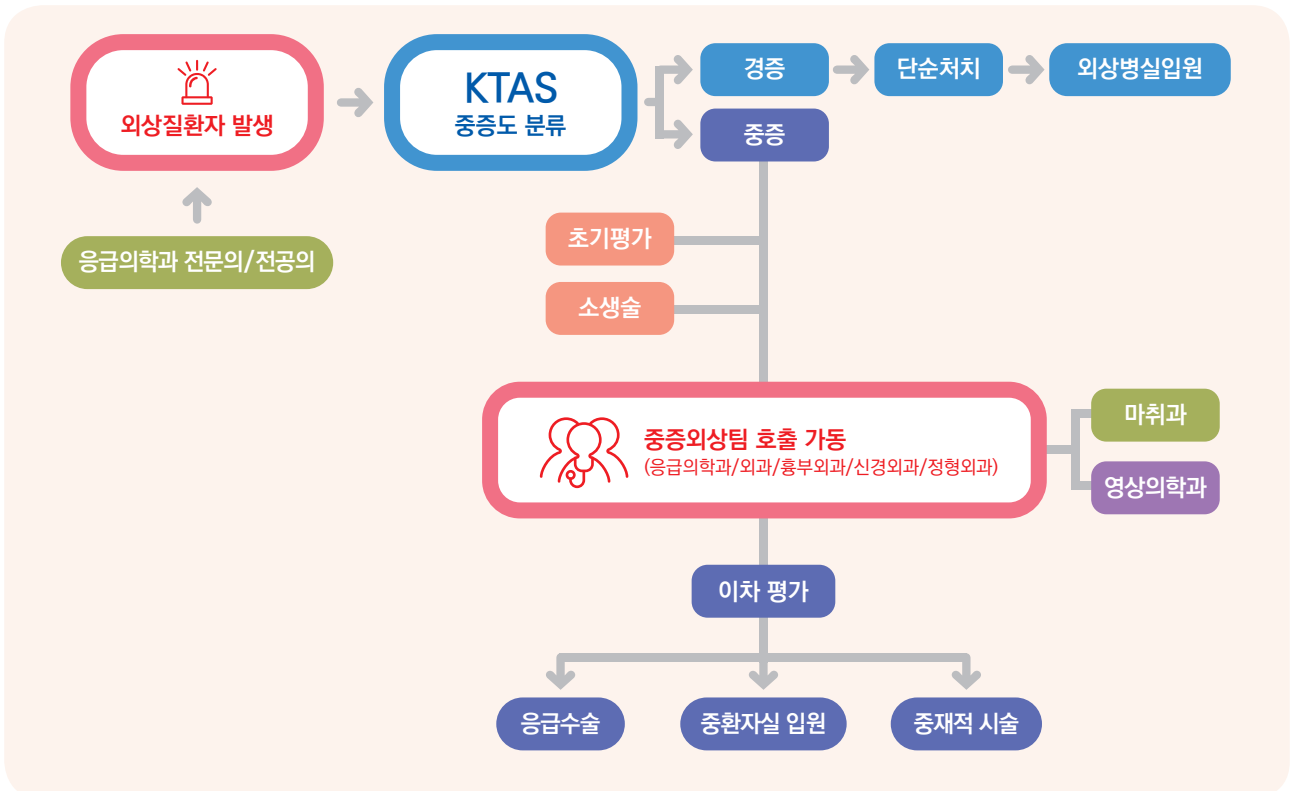 외상질환자 발생
KTAS
중증도 분류
경증
단순처치
외상병실입원
중증
응급의학과 전문의/전공의
초기평가
소생술
중증외상팀 호출 가동
(응급의학과/외과/흉부외과/신경외과/정형외과)
마취과
영상의학과
이차 평가
응급수술
중환자실 입원
중재적 시술